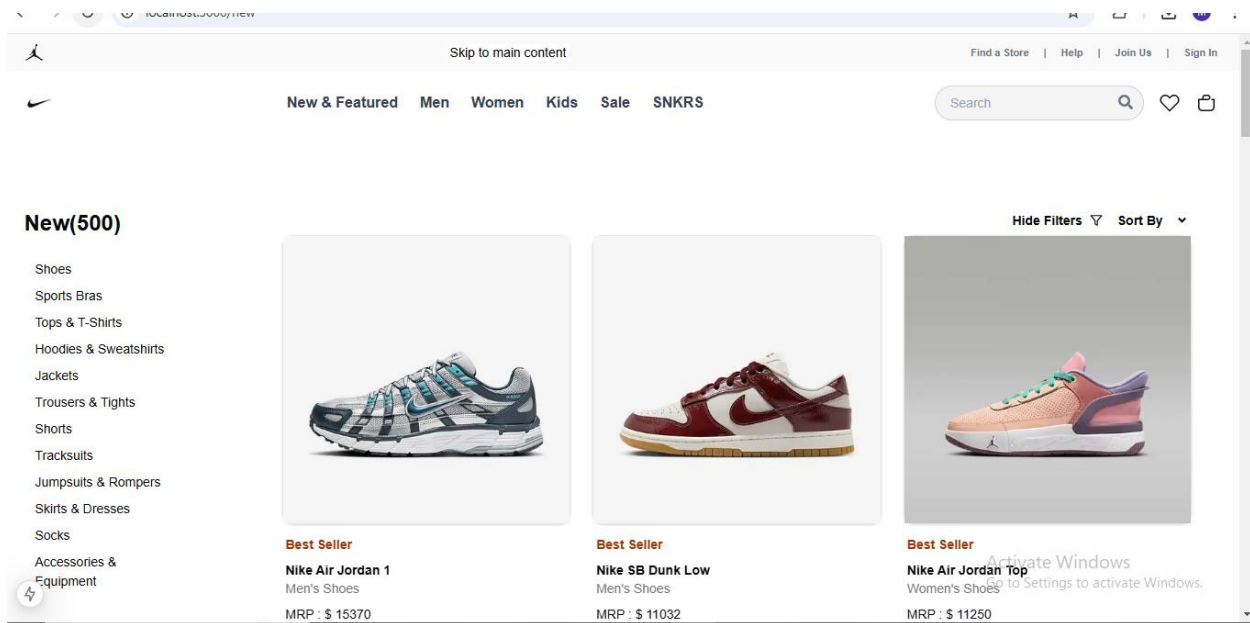 localhost:3000/new
Skip to main content
Find a Store | Help | Join Us | Sign In
New & Featured Men Women Kids Sale SNKRS
Search
New(500)
Hide Filters Sort By
Shoes
Sports Bras
Tops & T-Shirts
Hoodies & Sweatshirts
Jackets
Trousers & Tights
Shorts
Tracksuits
Jumpsuits & Rompers
Skirts & Dresses
Socks
Accessories &
Equipment
Best Seller
Nike Air Jordan 1
Men's Shoes
MRP : $ 15370
Best Seller
Nike SB Dunk Low
Men's Shoes
MRP : $ 11032
Best Seller
Nike Air Jordan Top
Women's Shoes
MRP : $ 11250
Activate Windows
Go to Settings to activate Windows.